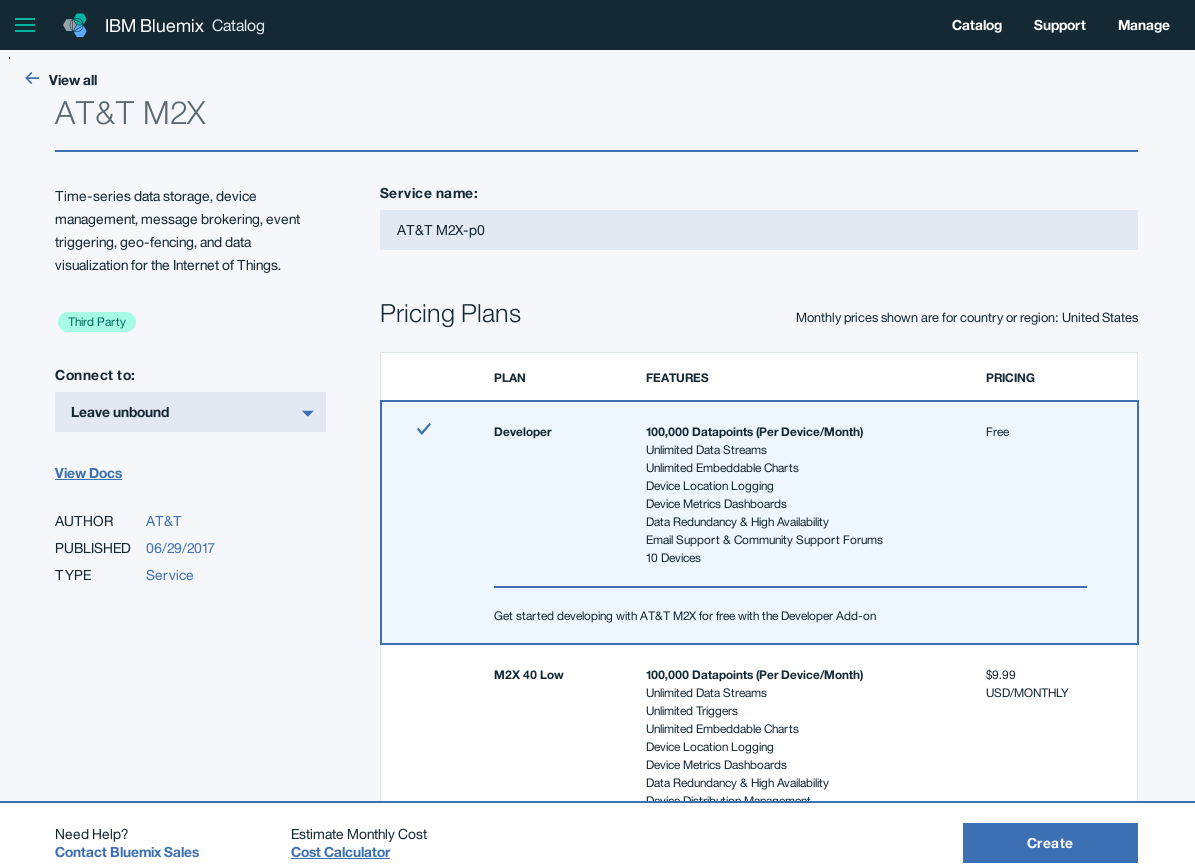 IBM Bluemix Catalog
Catalog Support Manage
View all
AT&T M2X
Time-series data storage, device
management, message brokering, event
triggering, geo-fencing, and data
visualization for the Internet of Things.
Third Party
Connect to:
Leave unbound
View Docs
AUTHOR AT&T
PUBLISHED 06/29/2017
TYPE Service
Service name:
AT&T M2X-p0
Pricing Plans
Monthly prices shown are for country or region: United States
PLAN FEATURES PRICING
Developer 100,000 Datapoints (Per Device/Month) Free
Unlimited Data Streams
Unlimited Embeddable Charts
Device Location Logging
Device Metrics Dashboards
Data Redundancy & High Availability
Email Support & Community Support Forums
10 Devices
Get started developing with AT&T M2X for free with the Developer Add-on
M2X 40 Low 100,000 Datapoints (Per Device/Month) $9.99
Unlimited Data Streams USD/MONTHLY
Unlimited Triggers
Unlimited Embeddable Charts
Device Location Logging
Device Metrics Dashboards
Data Redundancy & High Availability
Device Distribution Management
Need Help?
Contact Bluemix Sales
Estimate Monthly Cost
Cost Calculator
Create